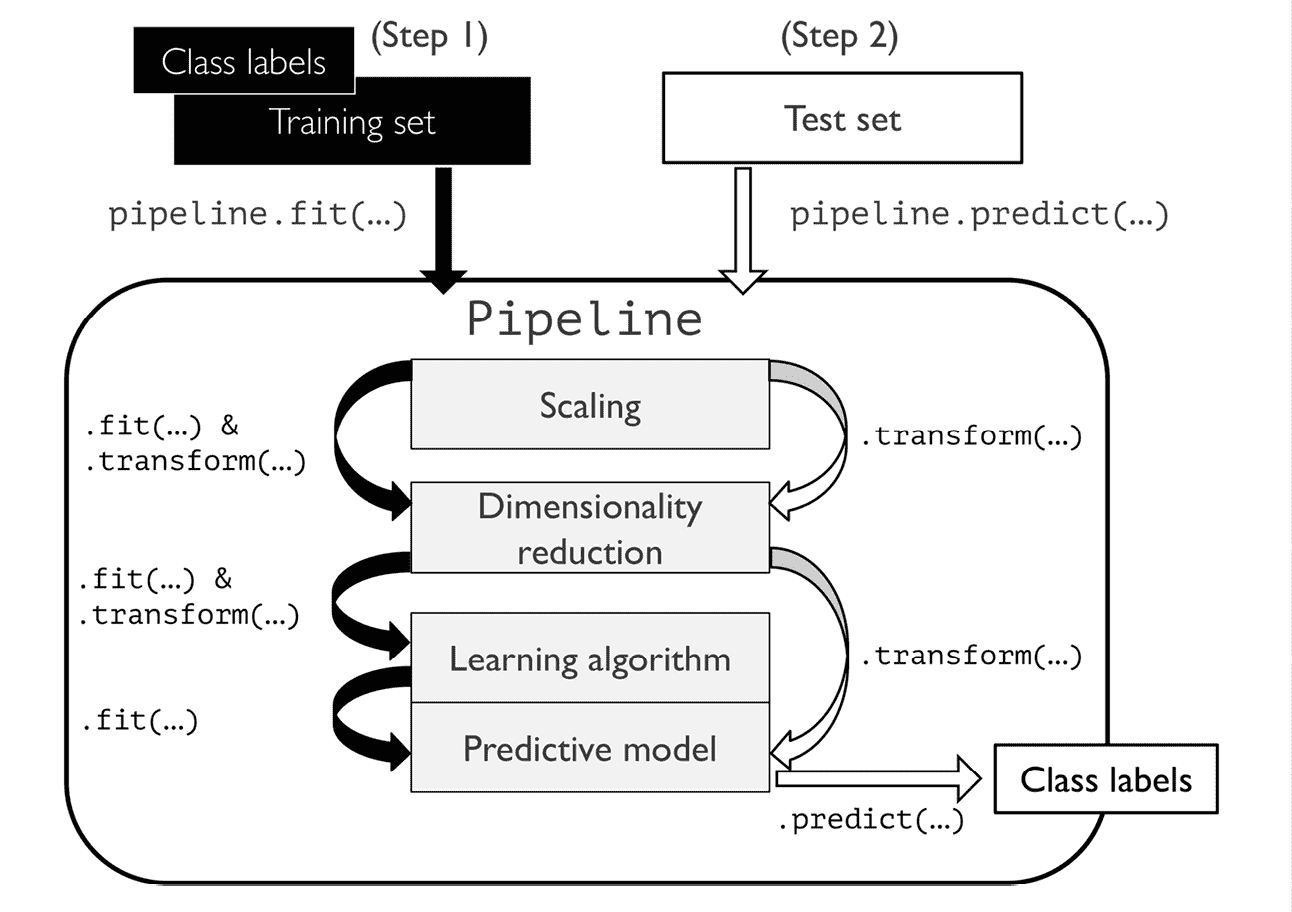 (Step 1)
(Step 2)
Class labels
Training set
Test set
pipeline.fit(…)
pipeline.predict(…)
Pipeline
Scaling
.fit(…) &
.transform(…)
.transform(…)
Dimensionality
reduction
.fit(…) &
.transform(…)
Learning algorithm
.transform(…)
.fit(…)
Predictive model
Class labels
.predict(…)